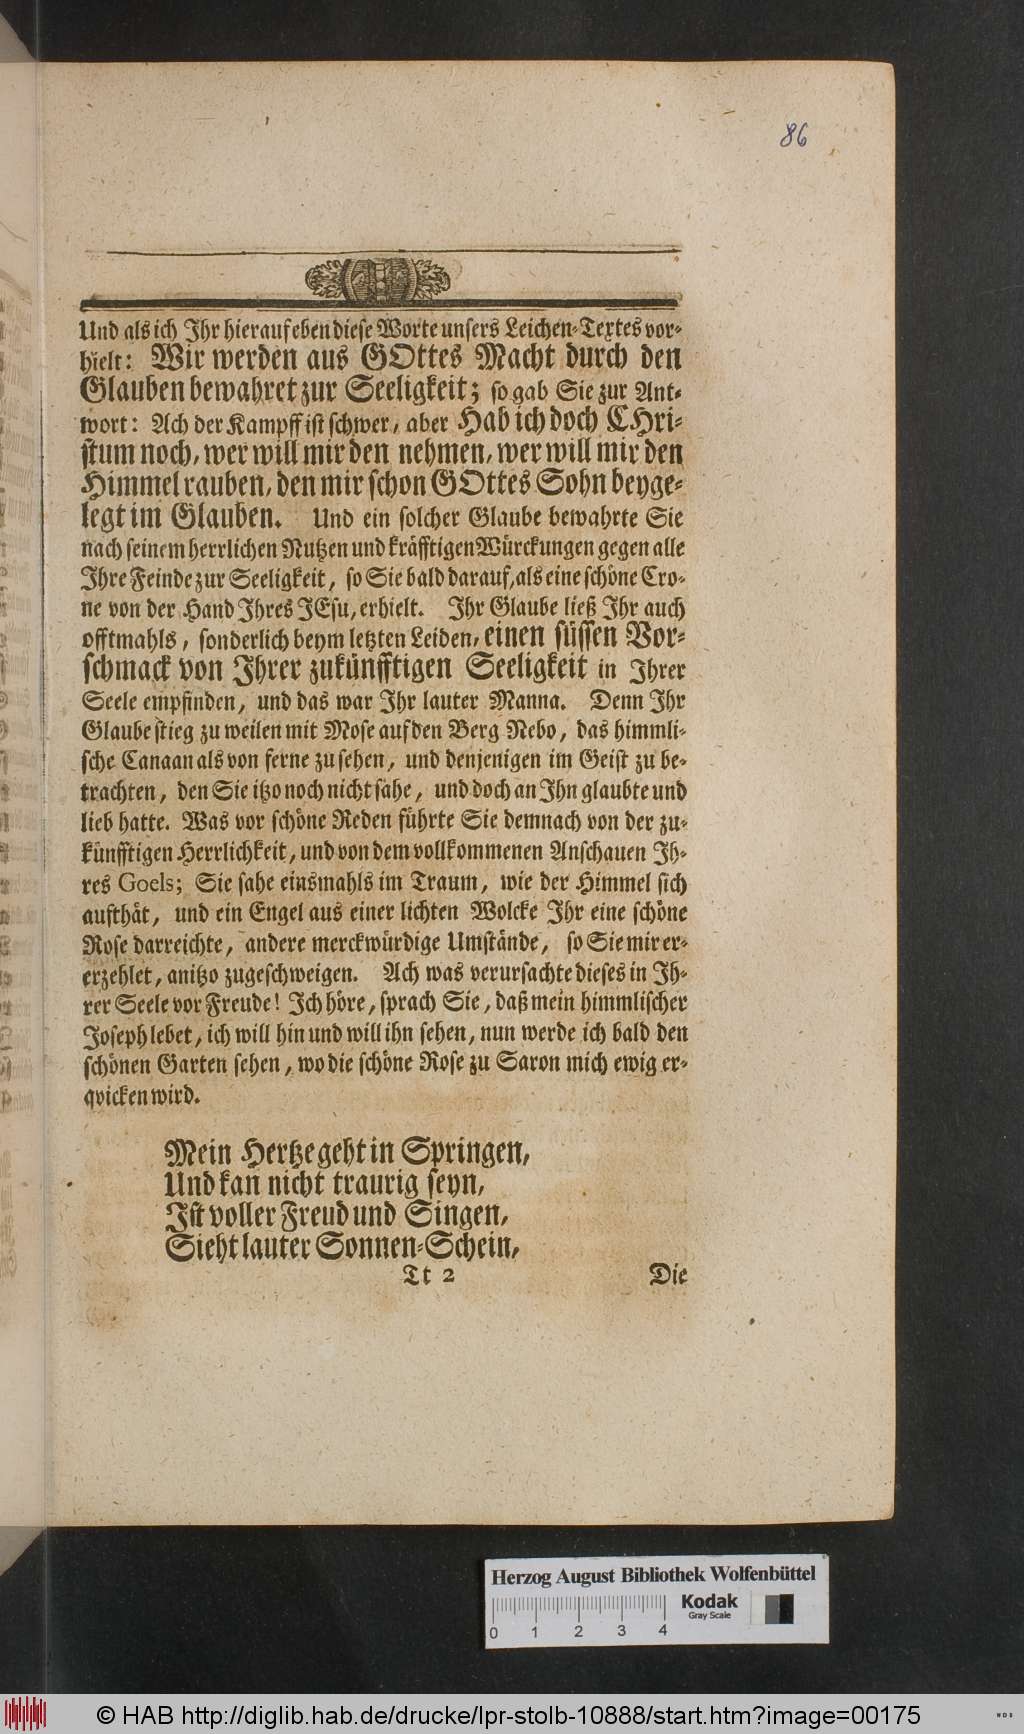 86
Und als ich Ihr hierauf eben diese Worte unsers Leichen-Textes vor-
hielt: Wir werden aus GOttes Macht durch den
Glauben bewahret zur Seeligkeit; so gab Sie zur Ant-
wort: Ach der Kampff ist schwer, aber Hab ich doch CHri-
stum noch, wer will mir den nehmen, wer will mir den
Himmel rauben, den mir schon GOttes Sohn beyge-
legt im Glauben. Und ein solcher Glaube bewahrte Sie
nach seinem herrlichen Nutzen und kräfftigen Würckungen gegen alle
Ihre Feinde zur Seeligkeit, so Sie bald darauf, als eine schöne Cro-
ne von der Hand Ihres JEsu, erhielt. Ihr Glaube ließ Ihr auch
offtmahls, sonderlich beym letzten Leiden, einen süssen Vor-
schmack von Ihrer zukünfftigen Seeligkeit in Ihrer
Seele empfinden, und das war Ihr lauter Manna. Denn Ihr
Glaube stieg zu weilen mit Mose auf den Berg Nebo, das himmli-
sche Canaan als von ferne zu sehen, und denjenigen im Geist zu be-
trachten, den Sie itzo noch nicht sahe, und doch an Ihn glaubte und
lieb hatte. Was vor schöne Reden führte Sie demnach von der zu-
künfftigen Herrlichkeit, und von dem vollkommenen Anschauen Ih-
res Goels; Sie sahe einsmahls im Traum, wie der Himmel sich
aufthät, und ein Engel aus einer lichten Wolcke Ihr eine schöne
Rose darreichte, andere merckwürdige Umstände, so Sie mir er-
erzehlet, anitzo zugeschweigen. Ach was verursachte dieses in Ih-
rer Seele vor Freude! Ich höre, sprach Sie, daß mein himmlischer
Joseph lebet, ich will hin und will ihn sehen, nun werde ich bald den
schönen Garten sehen, wo die schöne Rose zu Saron mich ewig er-
qvicken wird.
Mein Hertze geht in Springen,
Und kan nicht traurig seyn,
Ist voller Freud und Singen,
Sieht lauter Sonnen-Schein,
Tt 2 Die
Herzog August Bibliothek Wolfenbüttel
Kodak
Gray Scale
0 1 2 3 4
© HAB http://diglib.hab.de/drucke/lpr-stolb-10888/start.htm?image=00175